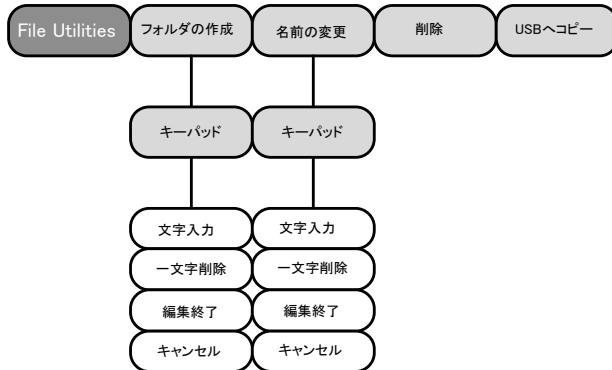 File Utilities フォルダの作成 名前の変更 削除 USBへコピー
キーパッド キーパッド
文字入力 文字入力
一文字削除 一文字削除
編集終了 編集終了
キャンセル キャンセル